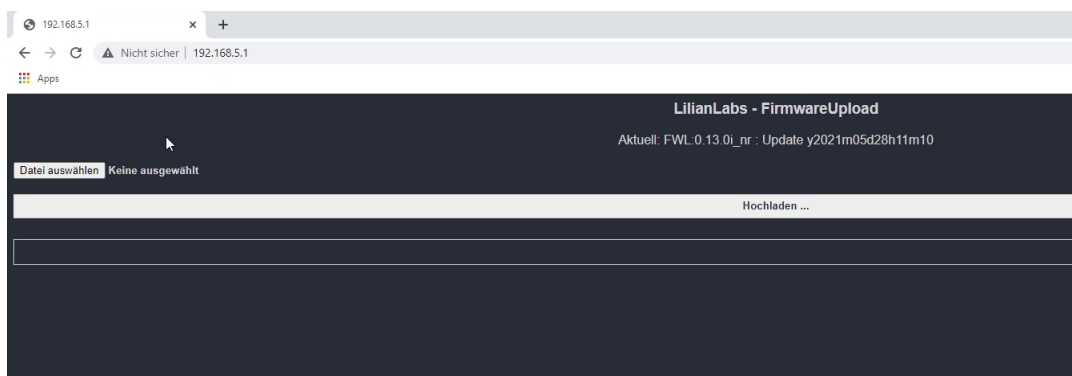 192.168.5.1
Nicht sicher | 192.168.5.1
Apps
LilianLabs - FirmwareUpload
Aktuell: FWL:0.13.0i_nr : Update y2021m05d28h11m10
Datei auswählen Keine ausgewählt
Hochladen ...